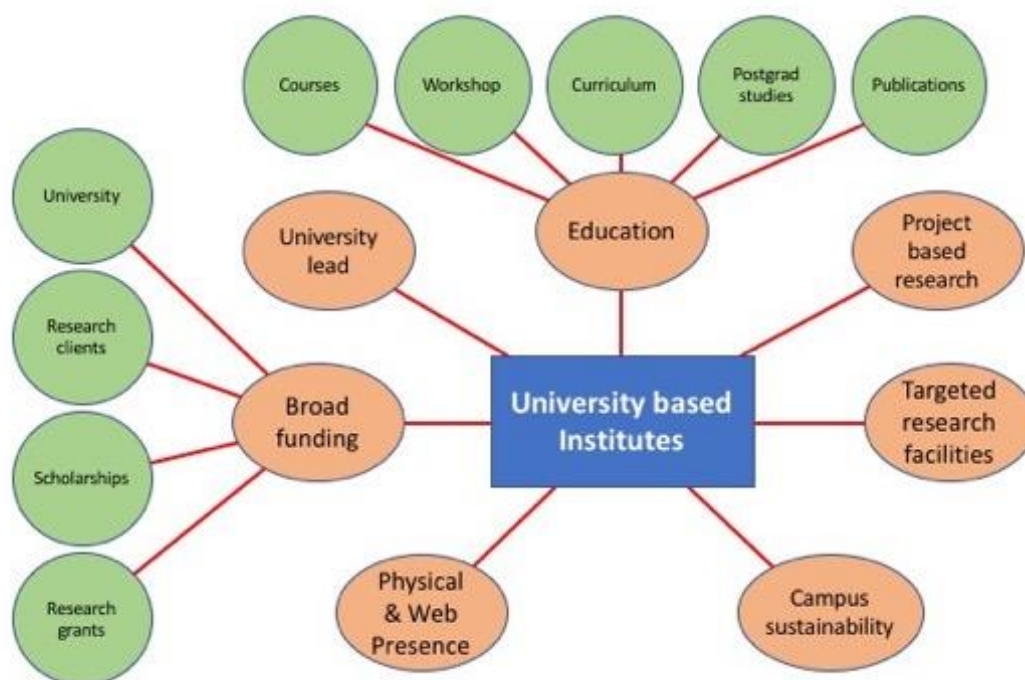 Courses
Workshop
Curriculum
Postgrad
studies
Publications
University
University
lead
Education
Project
based
research
Research
clients
Broad
funding
University based
Institutes
Targeted
research
facilities
Scholarships
Research
grants
Physical
& Web
Presence
Campus
sustainability